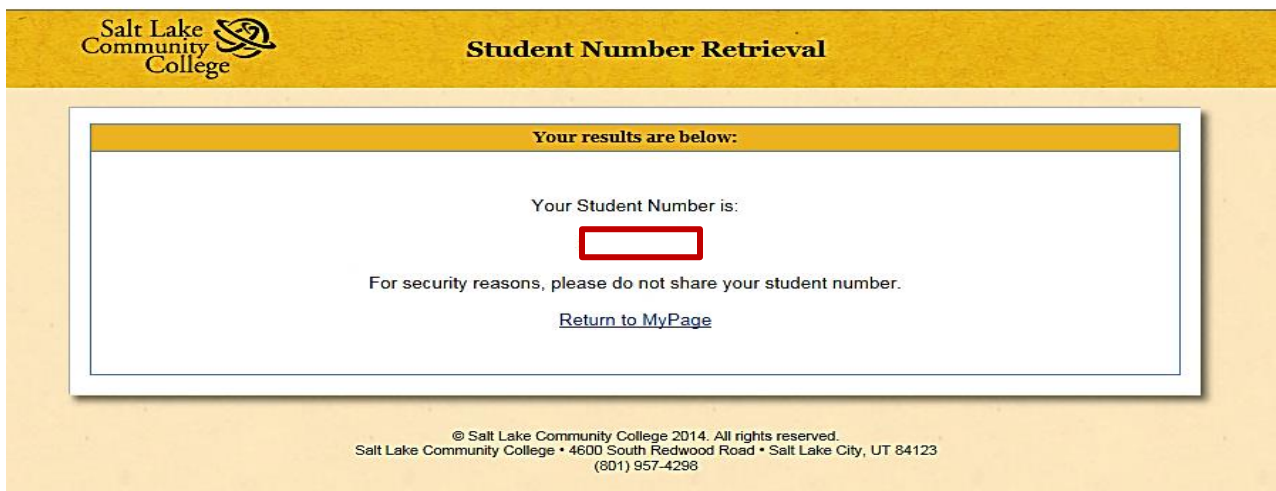 Salt Lake
Community
College
Student Number Retrieval
Your results are below:
Your Student Number is:
For security reasons, please do not share your student number.
Return to MyPage
© Salt Lake Community College 2014. All rights reserved.
Salt Lake Community College • 4600 South Redwood Road • Salt Lake City, UT 84123
(801) 957-4298